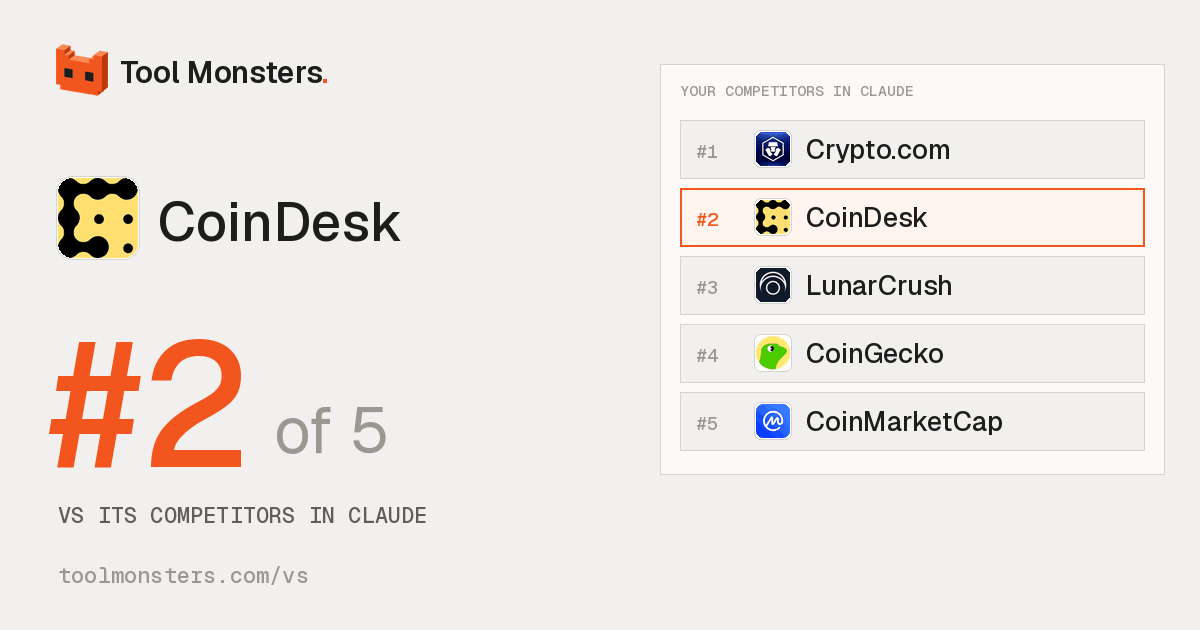 Tool Monsters.
CoinDesk
#2 of 5
VS ITS COMPETITORS IN CLAUDE
toolmonsters.com/vs
YOUR COMPETITORS IN CLAUDE
#1 Crypto.com
#2 CoinDesk
#3 LunarCrush
#4 CoinGecko
#5 CoinMarketCap